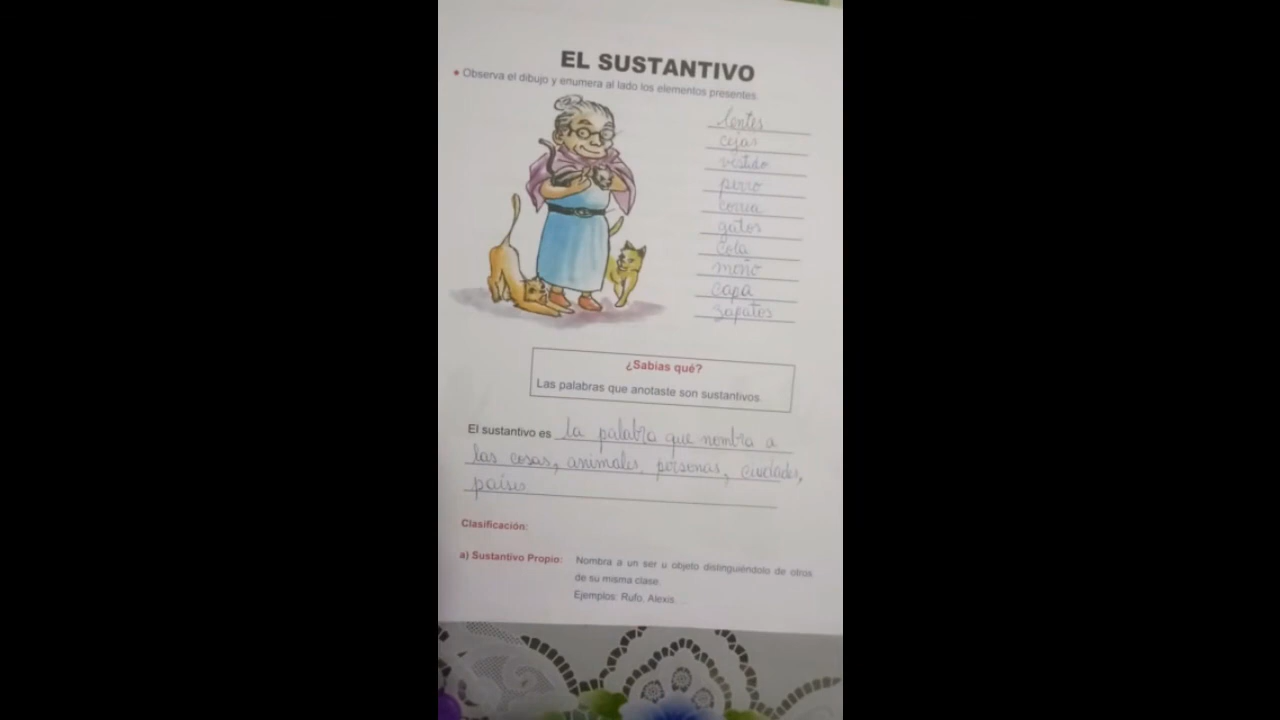 EL SUSTANTIVO
• Observa el dibujo y enumera al lado los elementos presentes
lentes
cejas
vestido
perro
correa
gatos
cola
moño
capa
zapatos
¿Sabías qué?
Las palabras que anotaste son sustantivos.
El sustantivo es la palabra que nombra a
las cosas, animales, personas, ciudades,
países
Clasificación:
a) Sustantivo Propio: Nombra a un ser u objeto distinguiéndolo de otros
de su misma clase.
Ejemplos: Rufo, Alexis...